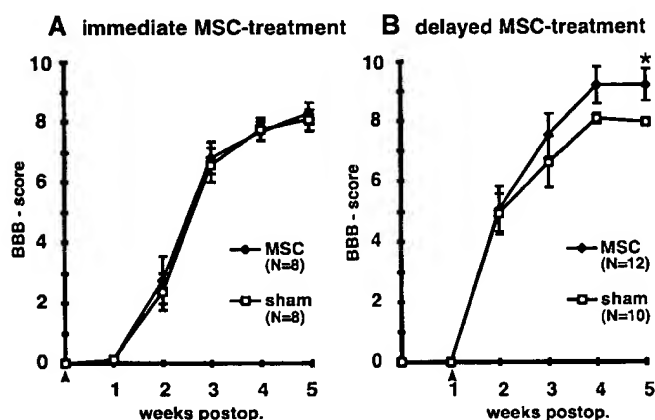 A immediate MSC-treatment
10
8
6
4
2
0
BBB - score
MSC
(N=8)
sham
(N=8)
1 2 3 4 5
weeks postop.
B delayed MSC-treatment
*
10
8
6
4
2
0
BBB - score
MSC
(N=12)
sham
(N=10)
1 2 3 4 5
weeks postop.